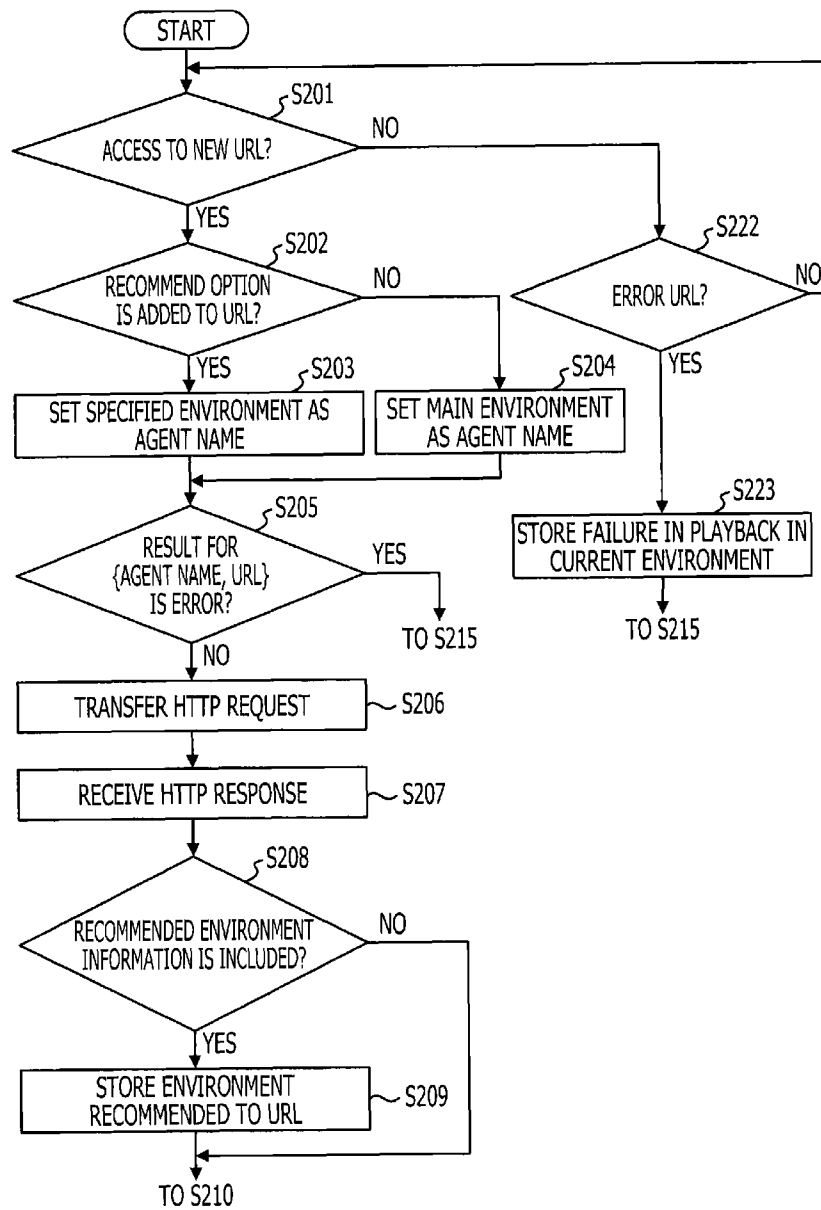 START
S201
ACCESS TO NEW URL?
NO
YES
S202
RECOMMEND OPTION
IS ADDED TO URL?
NO
YES
S222
ERROR URL?
NO
YES
S203
SET SPECIFIED ENVIRONMENT AS
AGENT NAME
S204
SET MAIN ENVIRONMENT
AS AGENT NAME
S205
RESULT FOR
{AGENT NAME, URL}
IS ERROR?
YES
TO S215
NO
S223
STORE FAILURE IN PLAYBACK IN
CURRENT ENVIRONMENT
TO S215
TRANSFER HTTP REQUEST
S206
RECEIVE HTTP RESPONSE
S207
S208
RECOMMENDED ENVIRONMENT
INFORMATION IS INCLUDED?
NO
YES
STORE ENVIRONMENT
RECOMMENDED TO URL
S209
TO S210